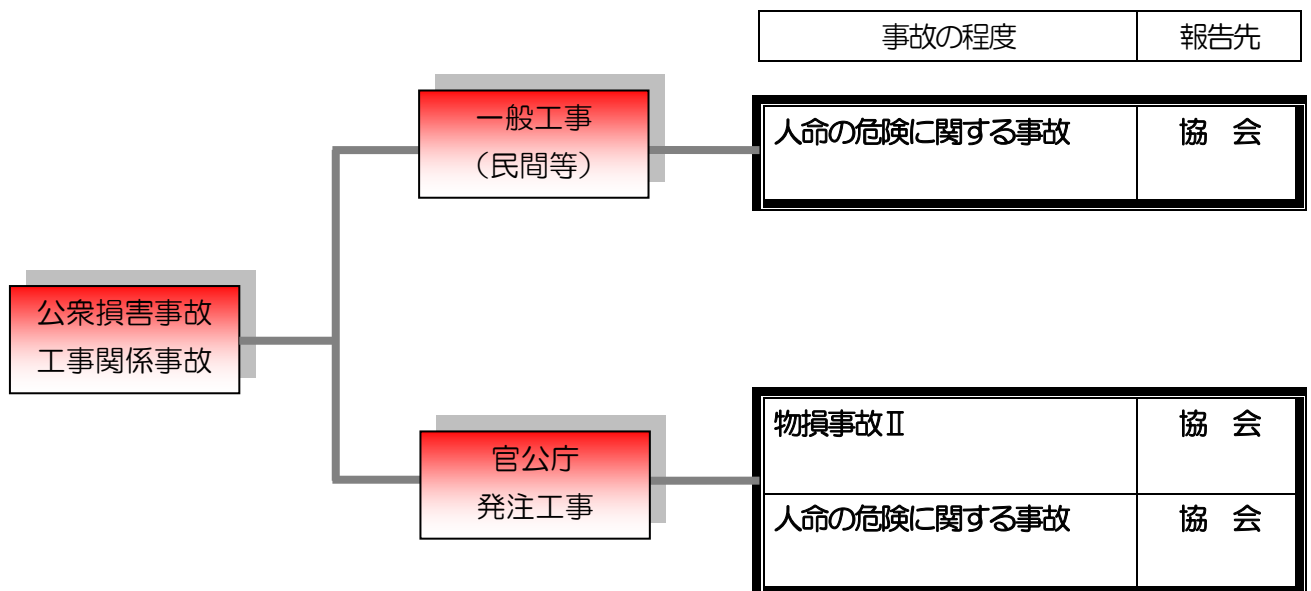 事故の程度 報告先
一般工事
（民間等）
人命の危険に関する事故 協 会
公衆損害事故
工事関係事故
官公庁
発注工事
物損事故Ⅱ 協 会
人命の危険に関する事故 協 会